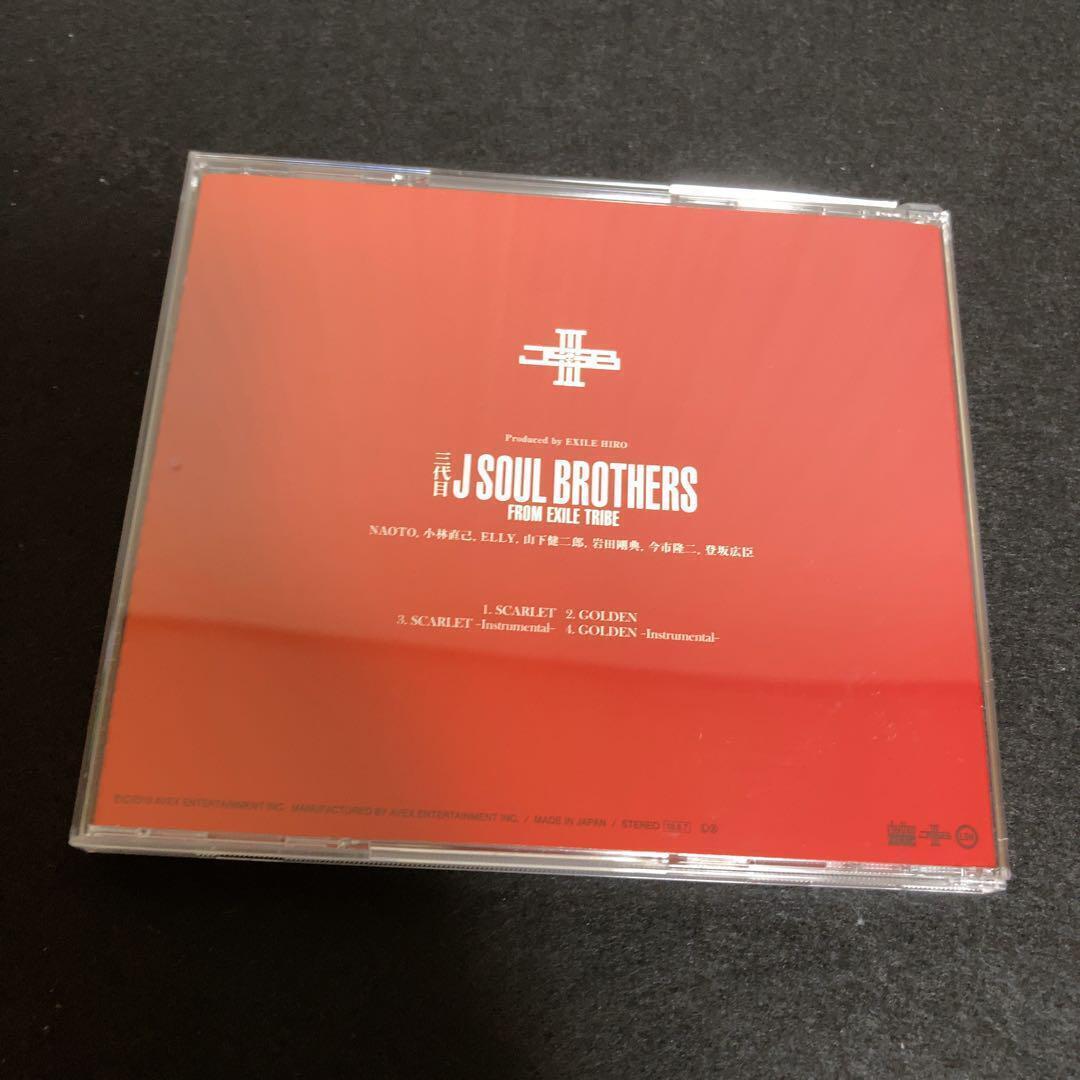 JSB III
Produced by EXILE HIRO
三代目 J SOUL BROTHERS
FROM EXILE TRIBE
NAOTO, 小林直己, ELLY, 山下健二郎, 岩田剛典, 今市隆二, 登坂広臣
1. SCARLET 2. GOLDEN
3. SCARLET -Instrumental- 4. GOLDEN -Instrumental-
AVEX ENTERTAINMENT INC. MANUFACTURED BY AVEX ENTERTAINMENT INC. / MADE IN JAPAN / STEREO